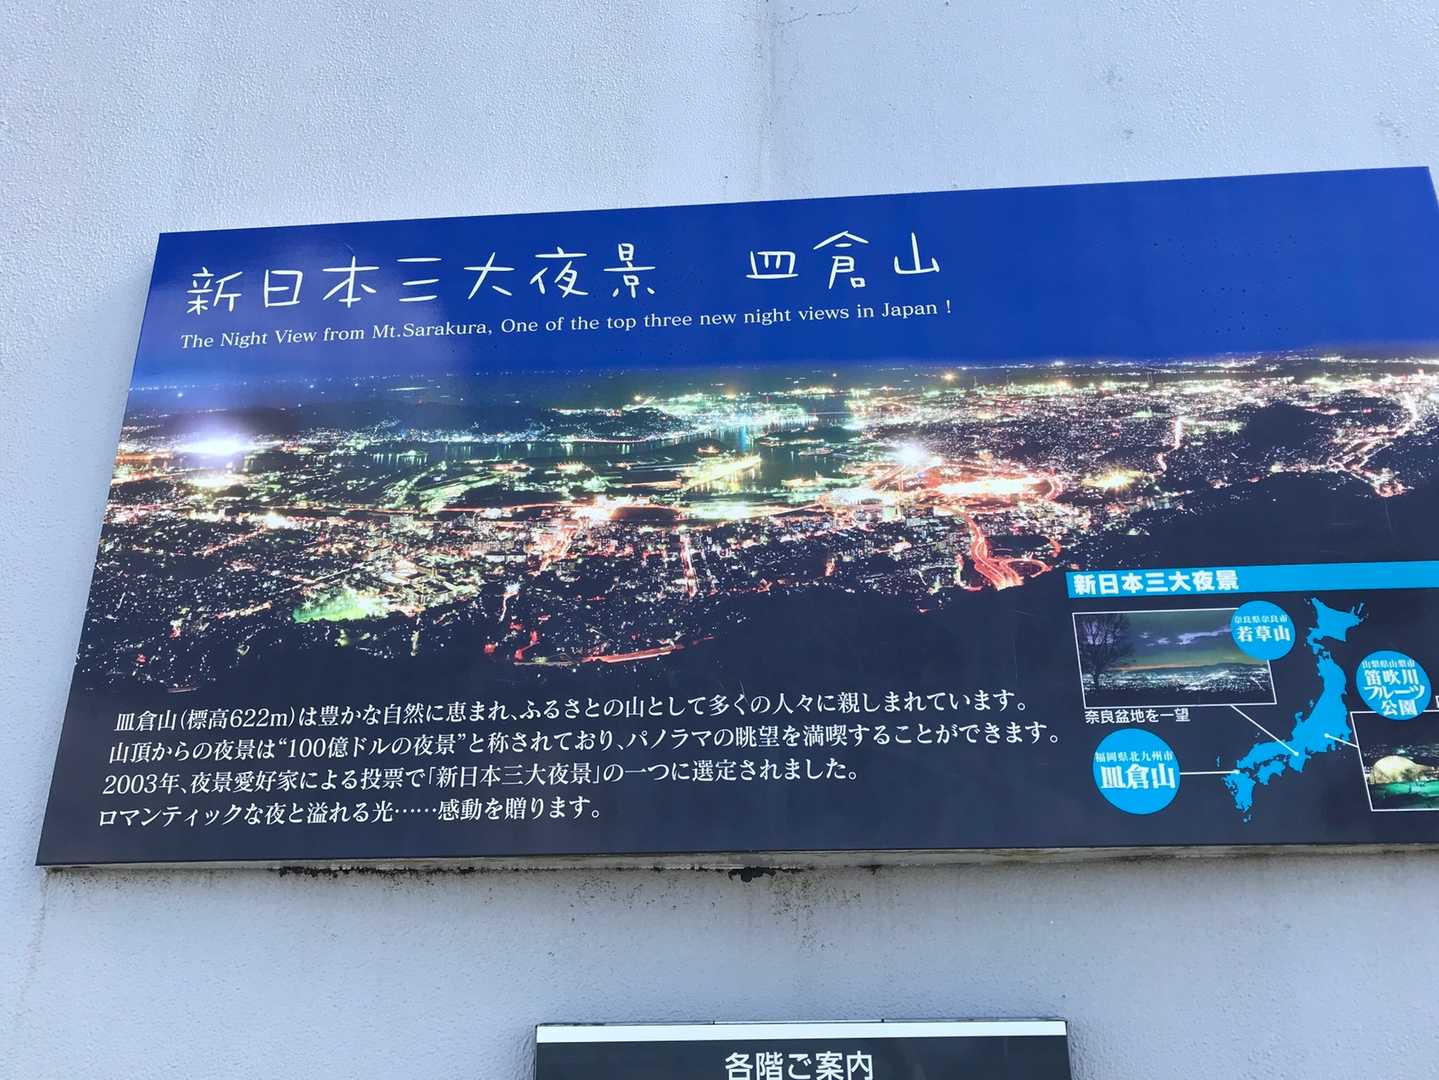 新日本三大夜景　皿倉山
The Night View from Mt.Sarakura, One of the top three new night views in Japan !
皿倉山(標高622m)は豊かな自然に恵まれ、ふるさとの山として多くの人々に親しまれています。
山頂からの夜景は“100億ドルの夜景”と称されており、パノラマの眺望を満喫することができます。
2003年、夜景愛好家による投票で「新日本三大夜景」の一つに選定されました。
ロマンティックな夜と溢れる光……感動を贈ります。
新日本三大夜景
奈良県奈良市
若草山
奈良盆地を一望
山梨県山梨市
笛吹川
フルーツ
公園
福岡県北九州市
皿倉山
各階ご案内